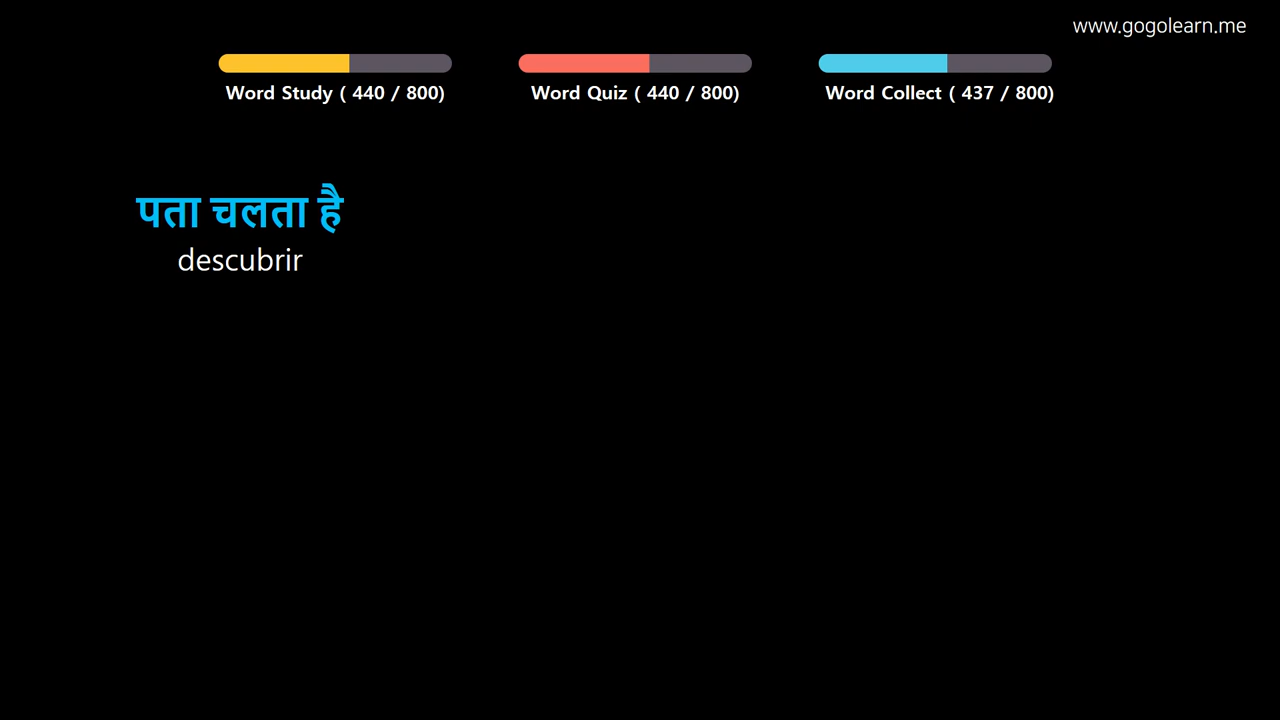 www.gogolearn.me
Word Study ( 440 / 800)
Word Quiz ( 440 / 800)
Word Collect ( 437 / 800)
पता चलता है
descubrir